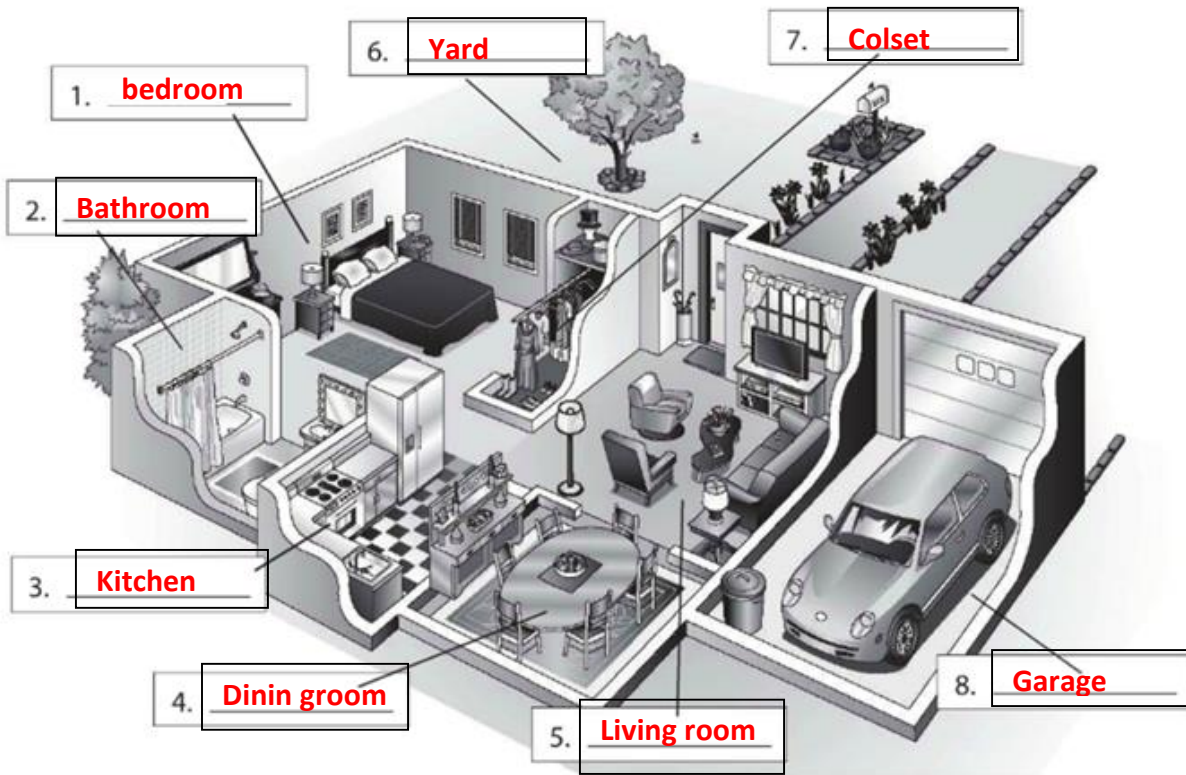 1. bedroom
2. Bathroom
3. Kitchen
4. Dinin groom
5. Living room
6. Yard
7. Colset
8. Garage